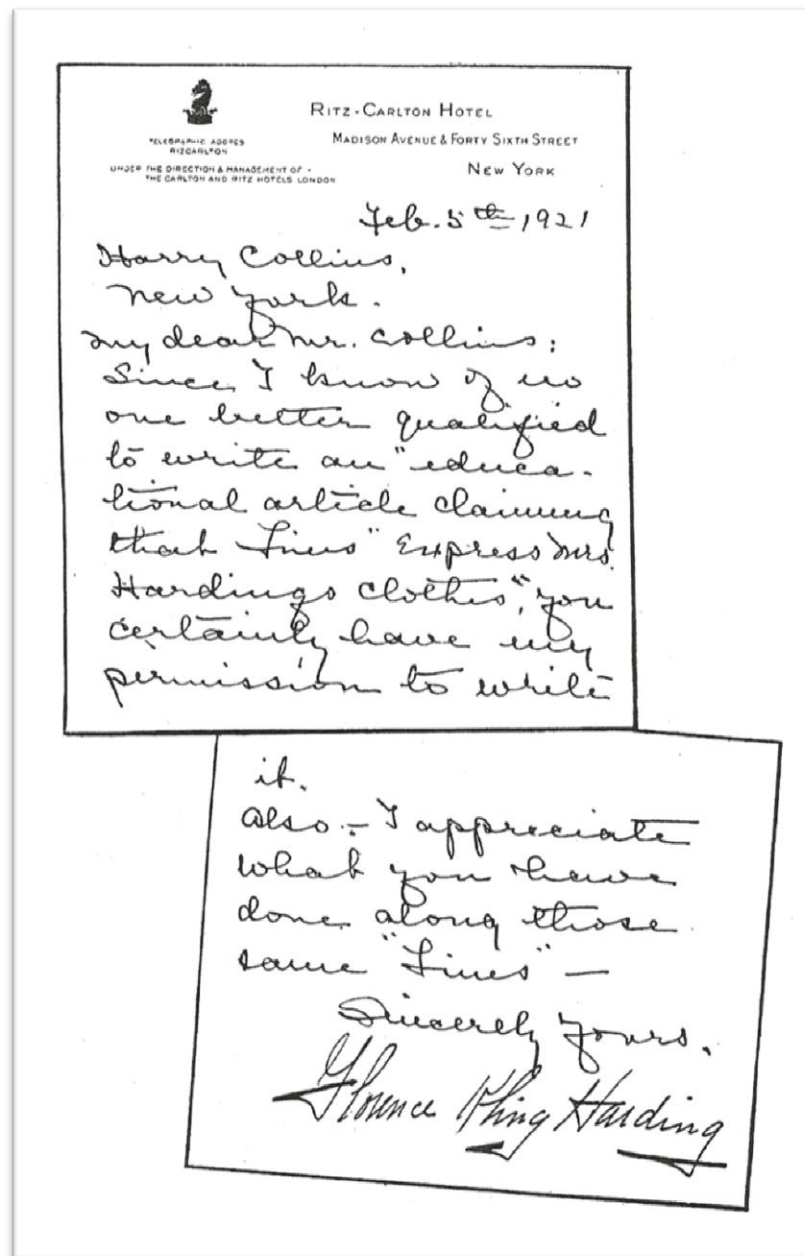 RITZ-CARLTON HOTEL
TELEGRAPHIC ADDRES
RIZCARLTON
MADISON AVENUE & FORTY SIXTH STREET
UNDER THE DIRECTION & MANAGEMENT OF
THE CARLTON AND RITZ HOTELS LONDON
NEW YORK
Feb. 5th 1921
Harry Collins,
New York.
My dear Mr. Collins:
Since I know of no
one better qualified
to write an "educa-
tional article claiming
that Lines" Express Mrs.
Hardings clothes", you
certainly have my
permission to write
it.
Also - I appreciate
what you have
done along those
same "Lines" —
Sincerely Yours,
Florence Kling Harding